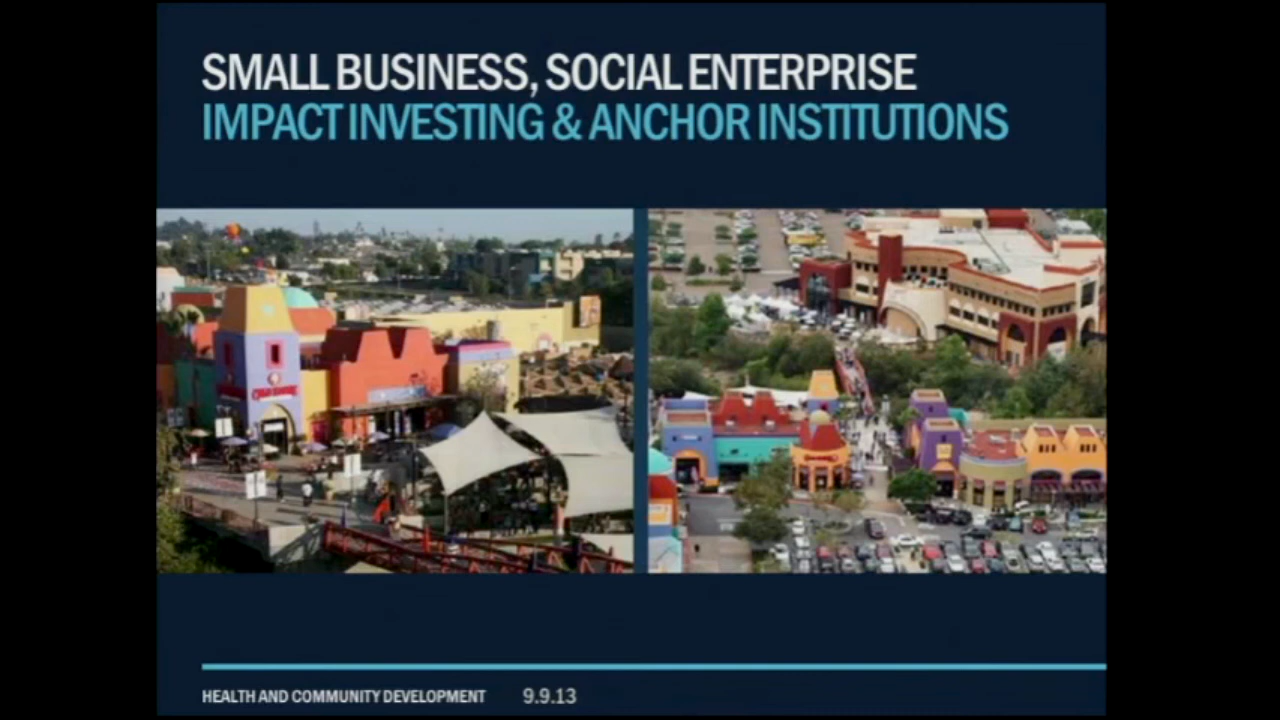 SMALL BUSINESS, SOCIAL ENTERPRISE
IMPACT INVESTING & ANCHOR INSTITUTIONS
HEALTH AND COMMUNITY DEVELOPMENT 9.9.13